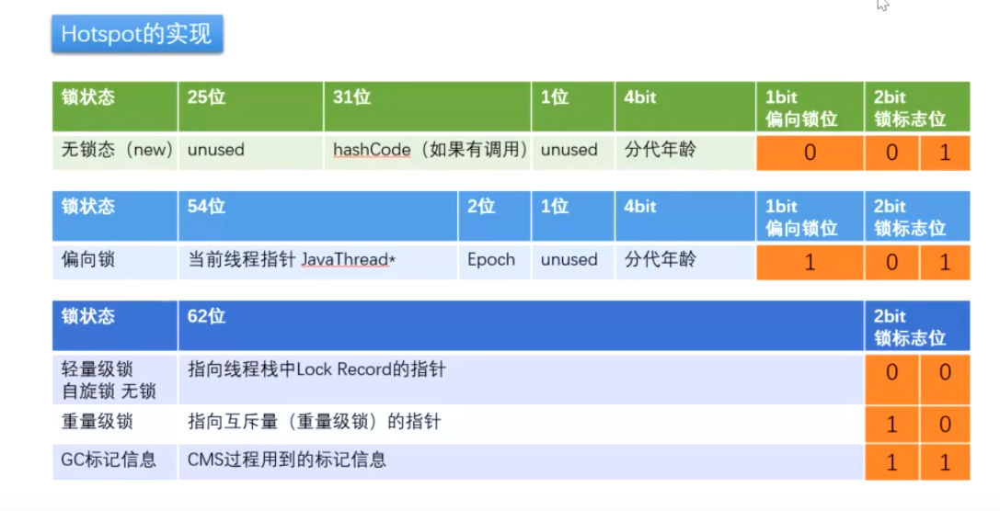 Hotspot的实现
锁状态 25位 31位 1位 4bit 1bit 2bit
偏向锁位 锁标志位
无锁态（new） unused hashCode（如果有调用） unused 分代年龄 0 0 1
锁状态 54位 2位 1位 4bit 1bit 2bit
偏向锁位 锁标志位
偏向锁 当前线程指针 JavaThread* Epoch unused 分代年龄 1 0 1
锁状态 62位 2bit
锁标志位
轻量级锁 指向线程栈中Lock Record的指针 0 0
自旋锁 无锁
重量级锁 指向互斥量（重量级锁）的指针 1 0
GC标记信息 CMS过程用到的标记信息 1 1